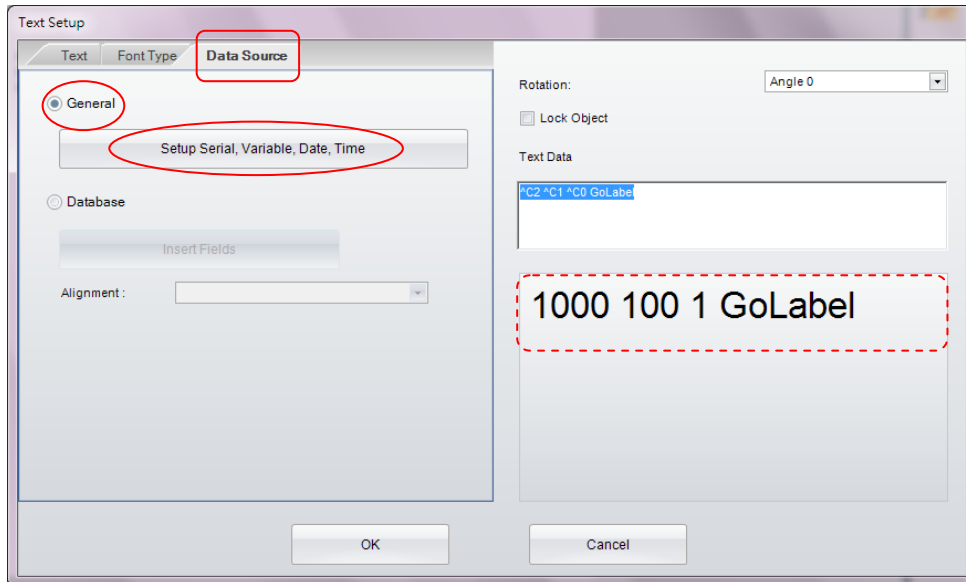 Text Setup
Text Font Type Data Source
General
Setup Serial, Variable, Date, Time
Database
Insert Fields
Alignment :
Rotation: Angle 0
Lock Object
Text Data
^C2 ^C1 ^C0 GoLabel
1000 100 1 GoLabel
OK Cancel